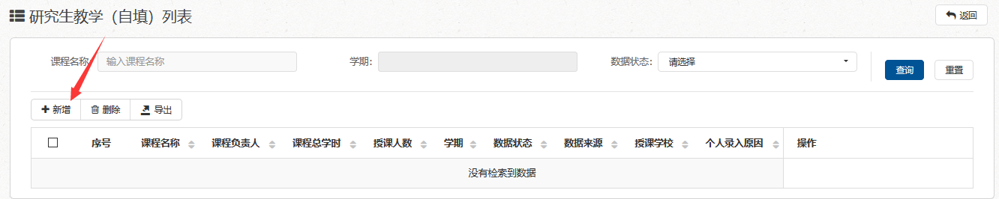 研究生教学（自填）列表
返回
课程名称: 输入课程名称 学期: 数据状态: 请选择 查询 重置
新增 删除 导出
序号 课程名称 课程负责人 课程总学时 授课人数 学期 数据状态 数据来源 授课学校 个人录入原因 操作
没有检索到数据